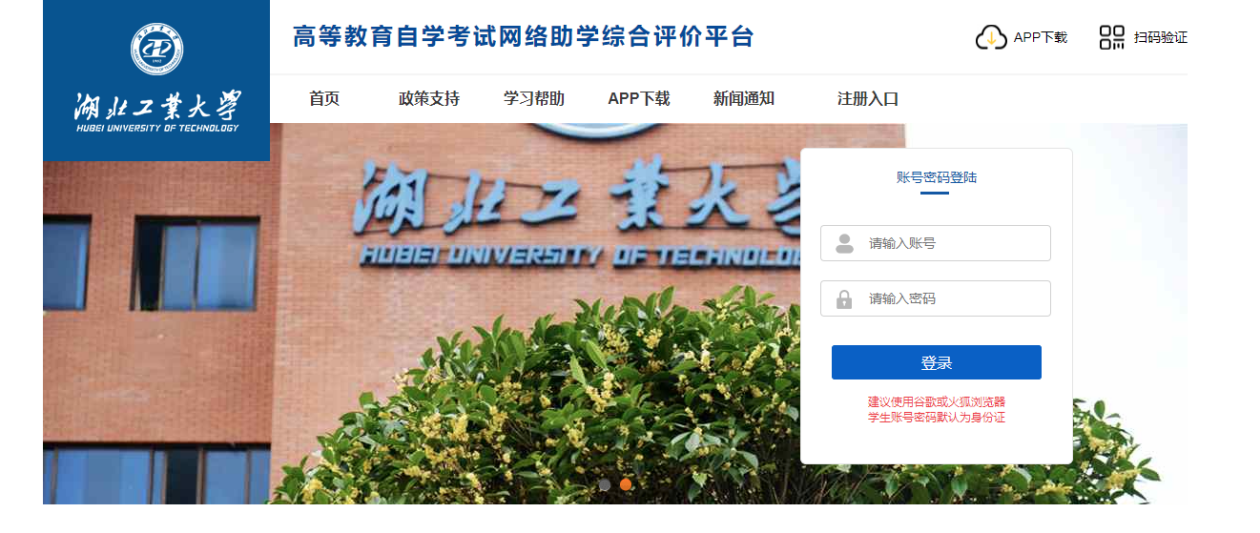 高等教育自学考试网络助学综合评价平台
APP下载
扫码验证
湖北工業大學
HUBEI UNIVERSITY OF TECHNOLOGY
首页
政策支持
学习帮助
APP下载
新闻通知
注册入口
湖北工業大
HUBEI UNIVERSITY OF TECHNOLO
账号密码登陆
请输入账号
请输入密码
登录
建议使用谷歌或火狐浏览器
学生账号密码默认为身份证